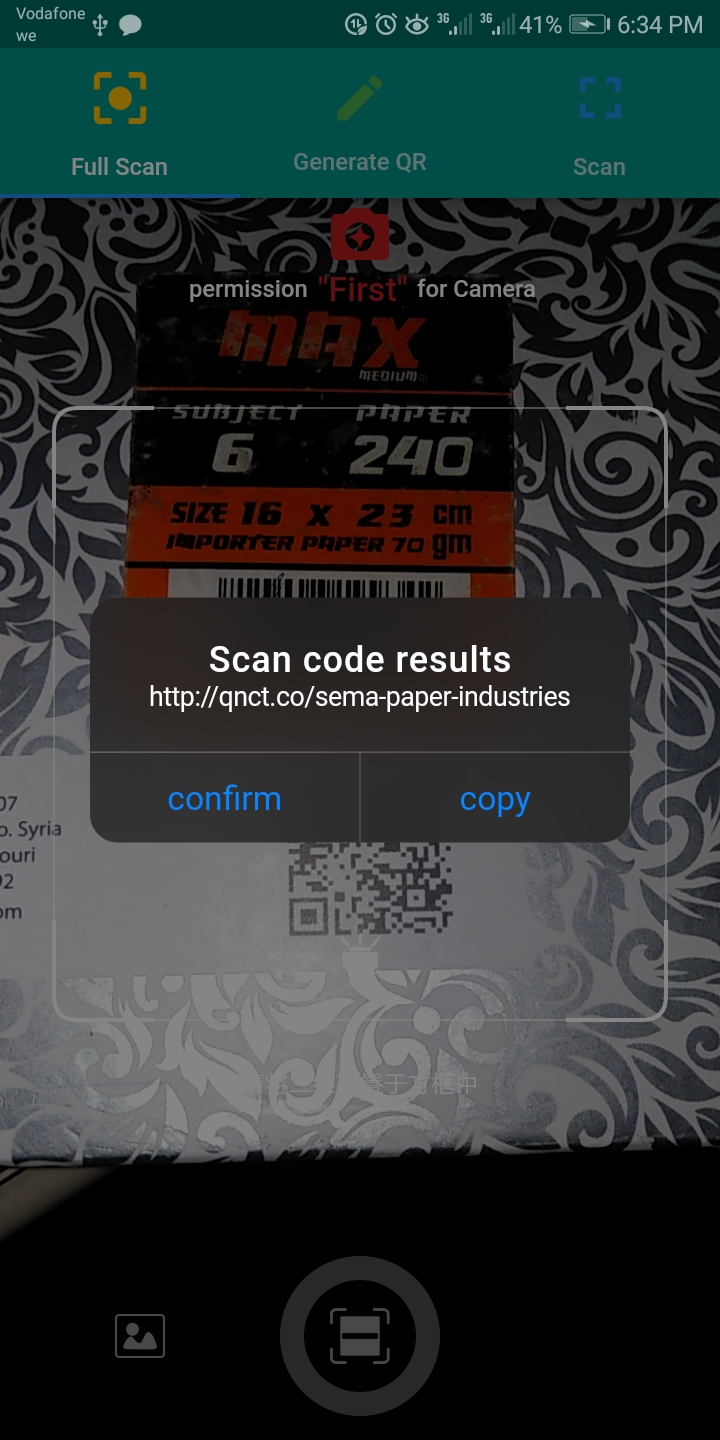 Vodafone
we
3G 3G 41% 6:34 PM
Full Scan
Generate QR
Scan
permission "First" for Camera
max
MEDIUM®
SUBJECT PAPER
6 240
SIZE 16 X 23 cm
IMPORTER PAPER 70 gm
Scan code results
http://qnct.co/sema-paper-industries
confirm
copy
07
o. Syria
ouri
92
om
置于方框中